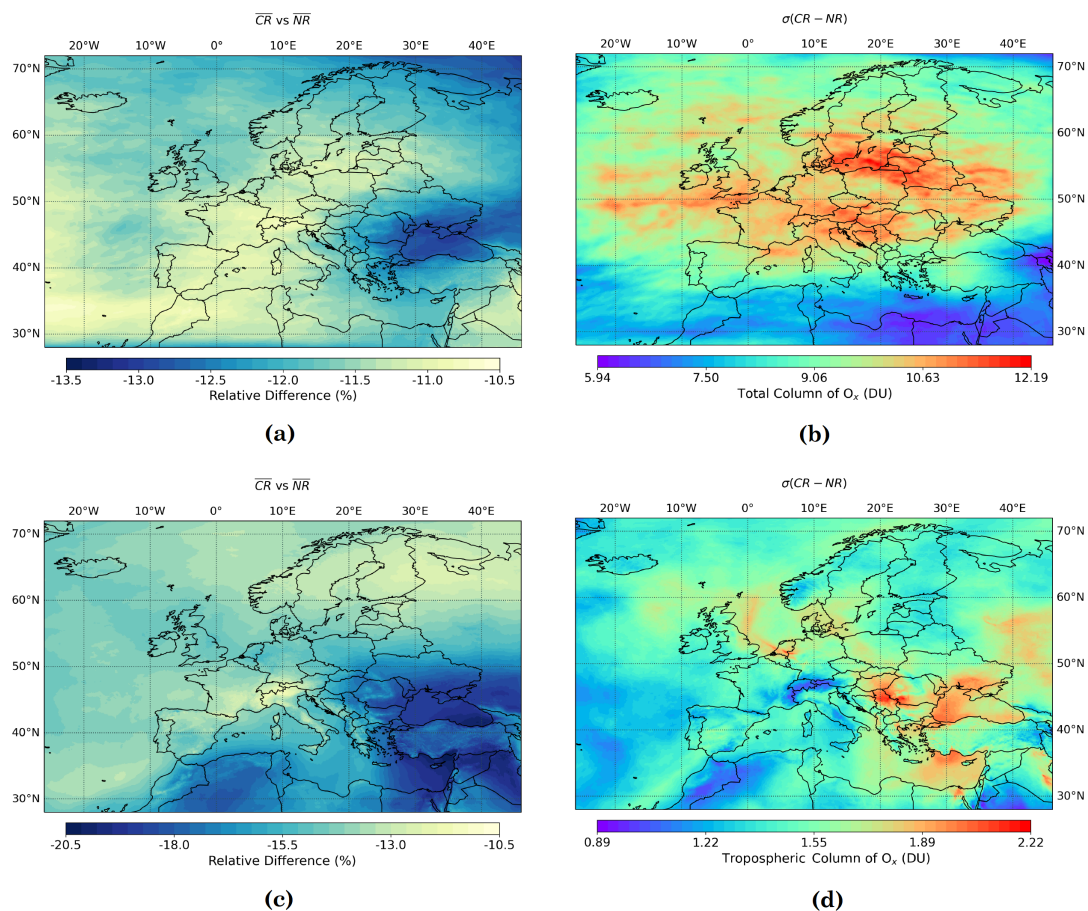 $\overline{CR}$ vs $\overline{NR}$
20°W 10°W 0° 10°E 20°E 30°E 40°E
70°N
60°N
50°N
40°N
30°N
-13.5 -13.0 -12.5 -12.0 -11.5 -11.0 -10.5
Relative Difference (%)
(a)
σ(CR − NR)
20°W 10°W 0° 10°E 20°E 30°E 40°E
70°N
60°N
50°N
40°N
30°N
5.94 7.50 9.06 10.63 12.19
Total Column of Oₓ (DU)
(b)
$\overline{CR}$ vs $\overline{NR}$
20°W 10°W 0° 10°E 20°E 30°E 40°E
70°N
60°N
50°N
40°N
30°N
-20.5 -18.0 -15.5 -13.0 -10.5
Relative Difference (%)
(c)
σ(CR − NR)
20°W 10°W 0° 10°E 20°E 30°E 40°E
70°N
60°N
50°N
40°N
30°N
0.89 1.22 1.55 1.89 2.22
Tropospheric Column of Oₓ (DU)
(d)